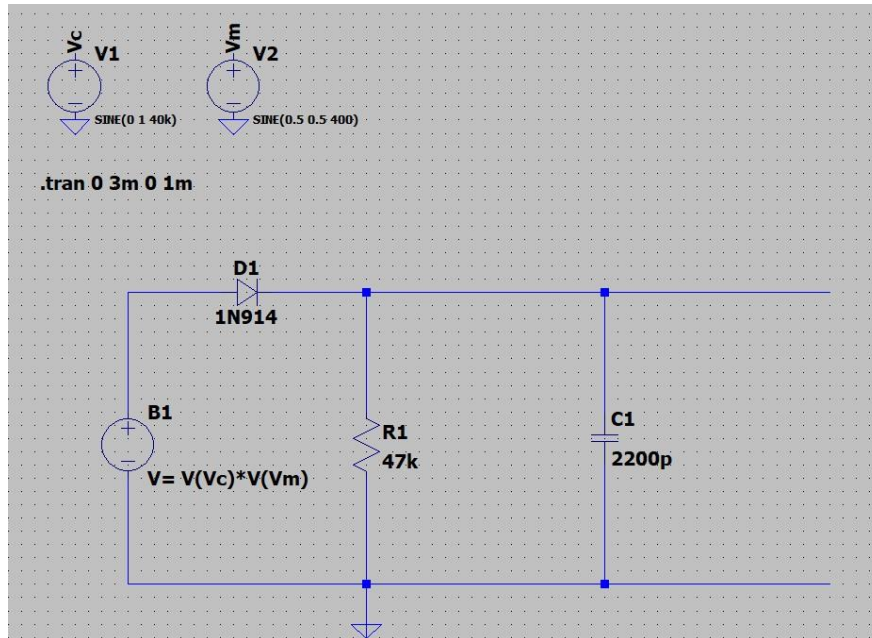 Vc
V1
SINE(0 1 40k)
Vm
V2
SINE(0.5 0.5 400)
.tran 0 3m 0 1m
D1
1N914
B1
V= V(Vc)*V(Vm)
R1
47k
C1
2200p